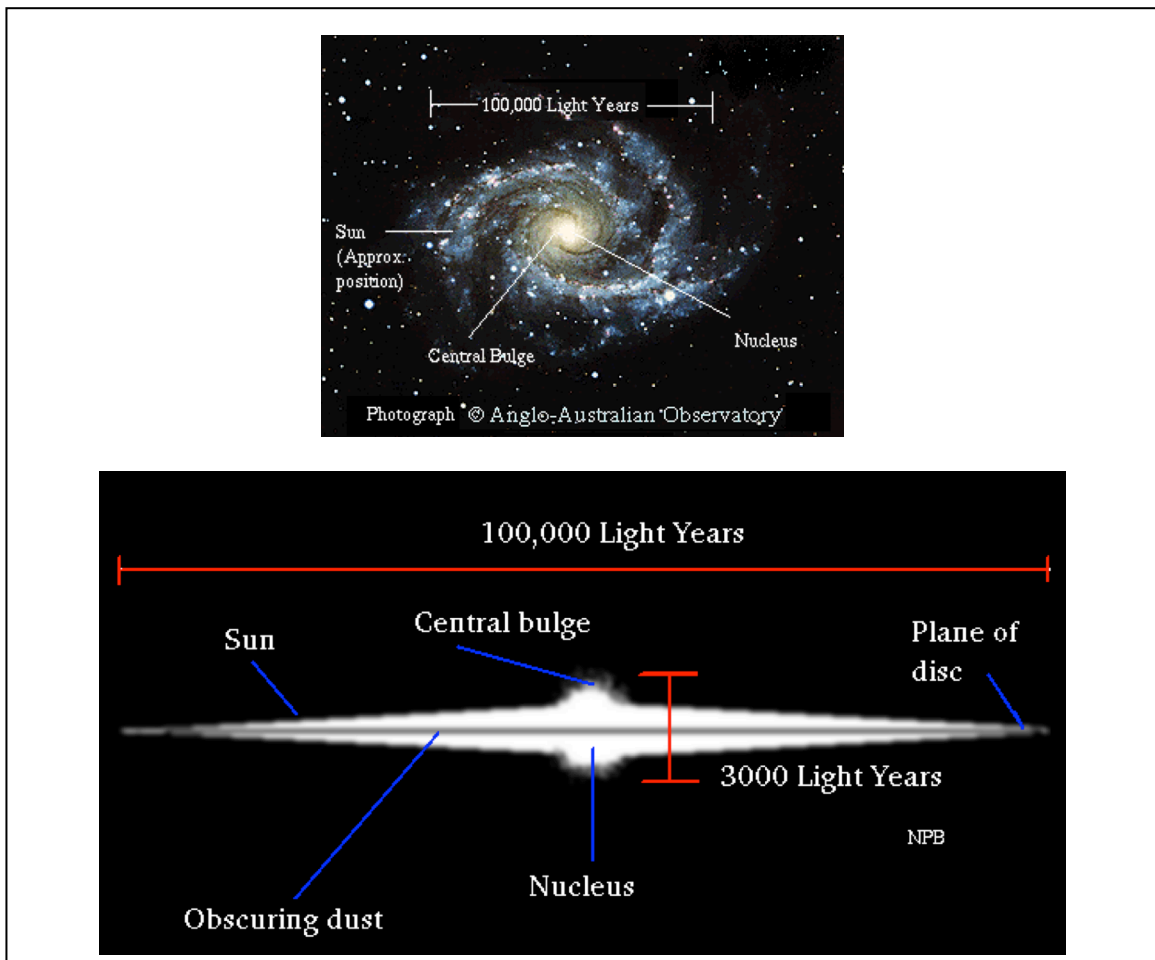 100,000 Light Years
Sun
(Approx.
position)
Nucleus
Central Bulge
Photograph © Anglo-Australian Observatory
100,000 Light Years
Central bulge
Sun
Plane of
disc
3000 Light Years
NPB
Nucleus
Obscuring dust